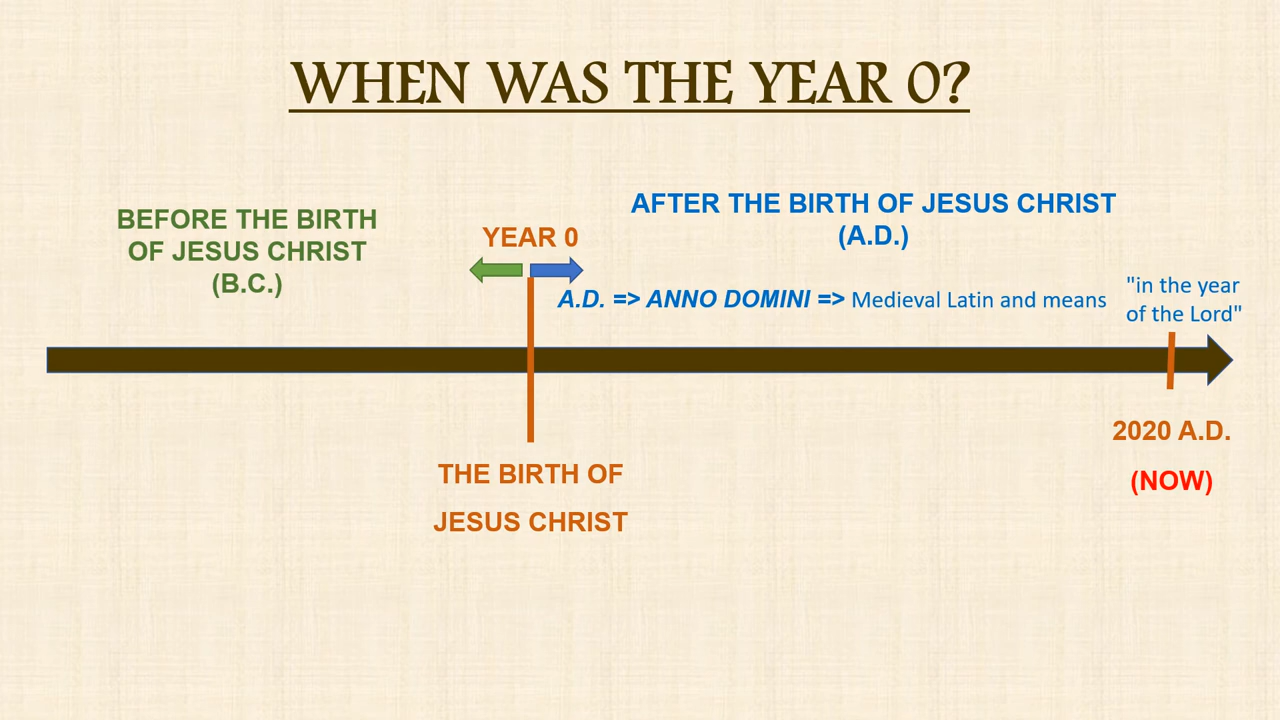 WHEN WAS THE YEAR 0?
BEFORE THE BIRTH
OF JESUS CHRIST
(B.C.)
YEAR 0
AFTER THE BIRTH OF JESUS CHRIST
(A.D.)
A.D. => ANNO DOMINI => Medieval Latin and means
"in the year
of the Lord"
THE BIRTH OF
JESUS CHRIST
2020 A.D.
(NOW)